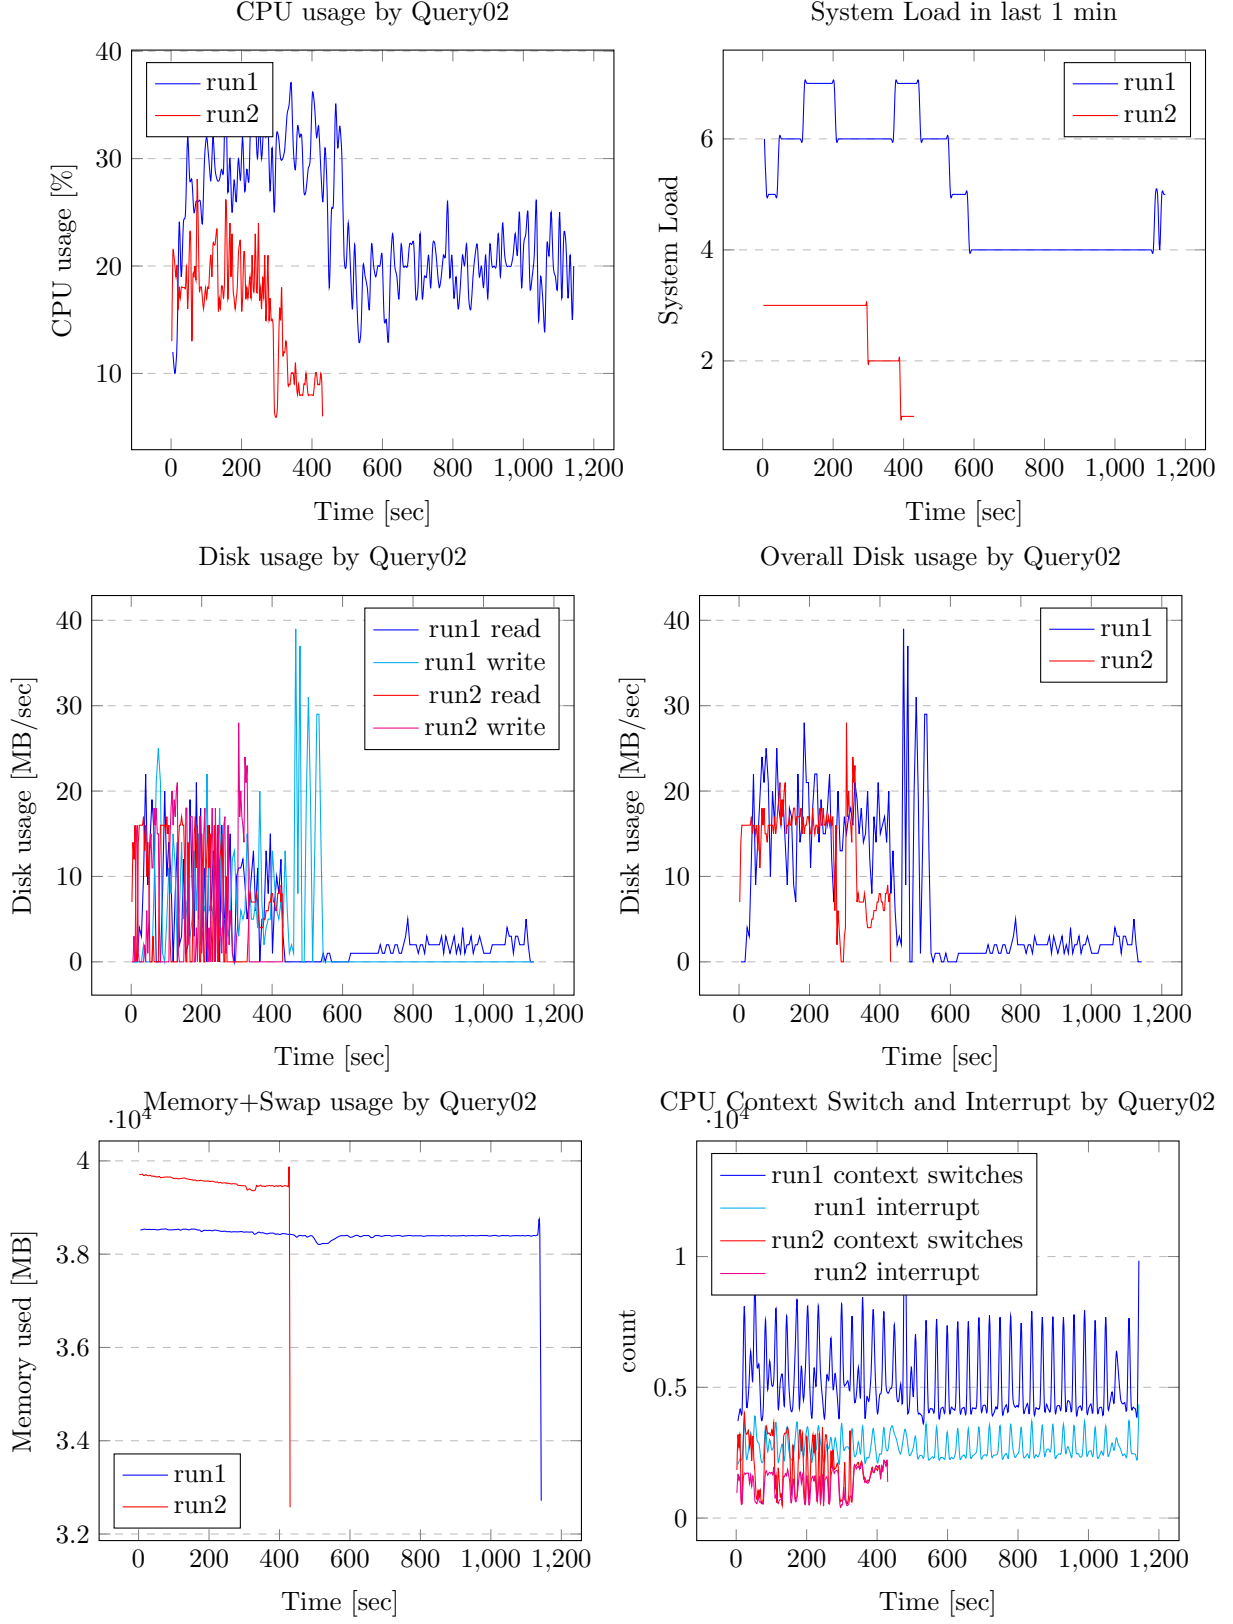 CPU usage by Query02
40
30
20
10
CPU usage [%]
run1
run2
0 200 400 600 800 1,000 1,200
Time [sec]
System Load in last 1 min
6
4
2
System Load
run1
run2
0 200 400 600 800 1,000 1,200
Time [sec]
Disk usage by Query02
40
30
20
10
0
Disk usage [MB/sec]
run1 read
run1 write
run2 read
run2 write
0 200 400 600 800 1,000 1,200
Time [sec]
Overall Disk usage by Query02
40
30
20
10
0
Disk usage [MB/sec]
run1
run2
0 200 400 600 800 1,000 1,200
Time [sec]
Memory+Swap usage by Query02
·10⁴
4
3.8
3.6
3.4
3.2
Memory used [MB]
run1
run2
0 200 400 600 800 1,000 1,200
Time [sec]
CPU Context Switch and Interrupt by Query02
·10⁴
1
0.5
0
count
run1 context switches
run1 interrupt
run2 context switches
run2 interrupt
0 200 400 600 800 1,000 1,200
Time [sec]